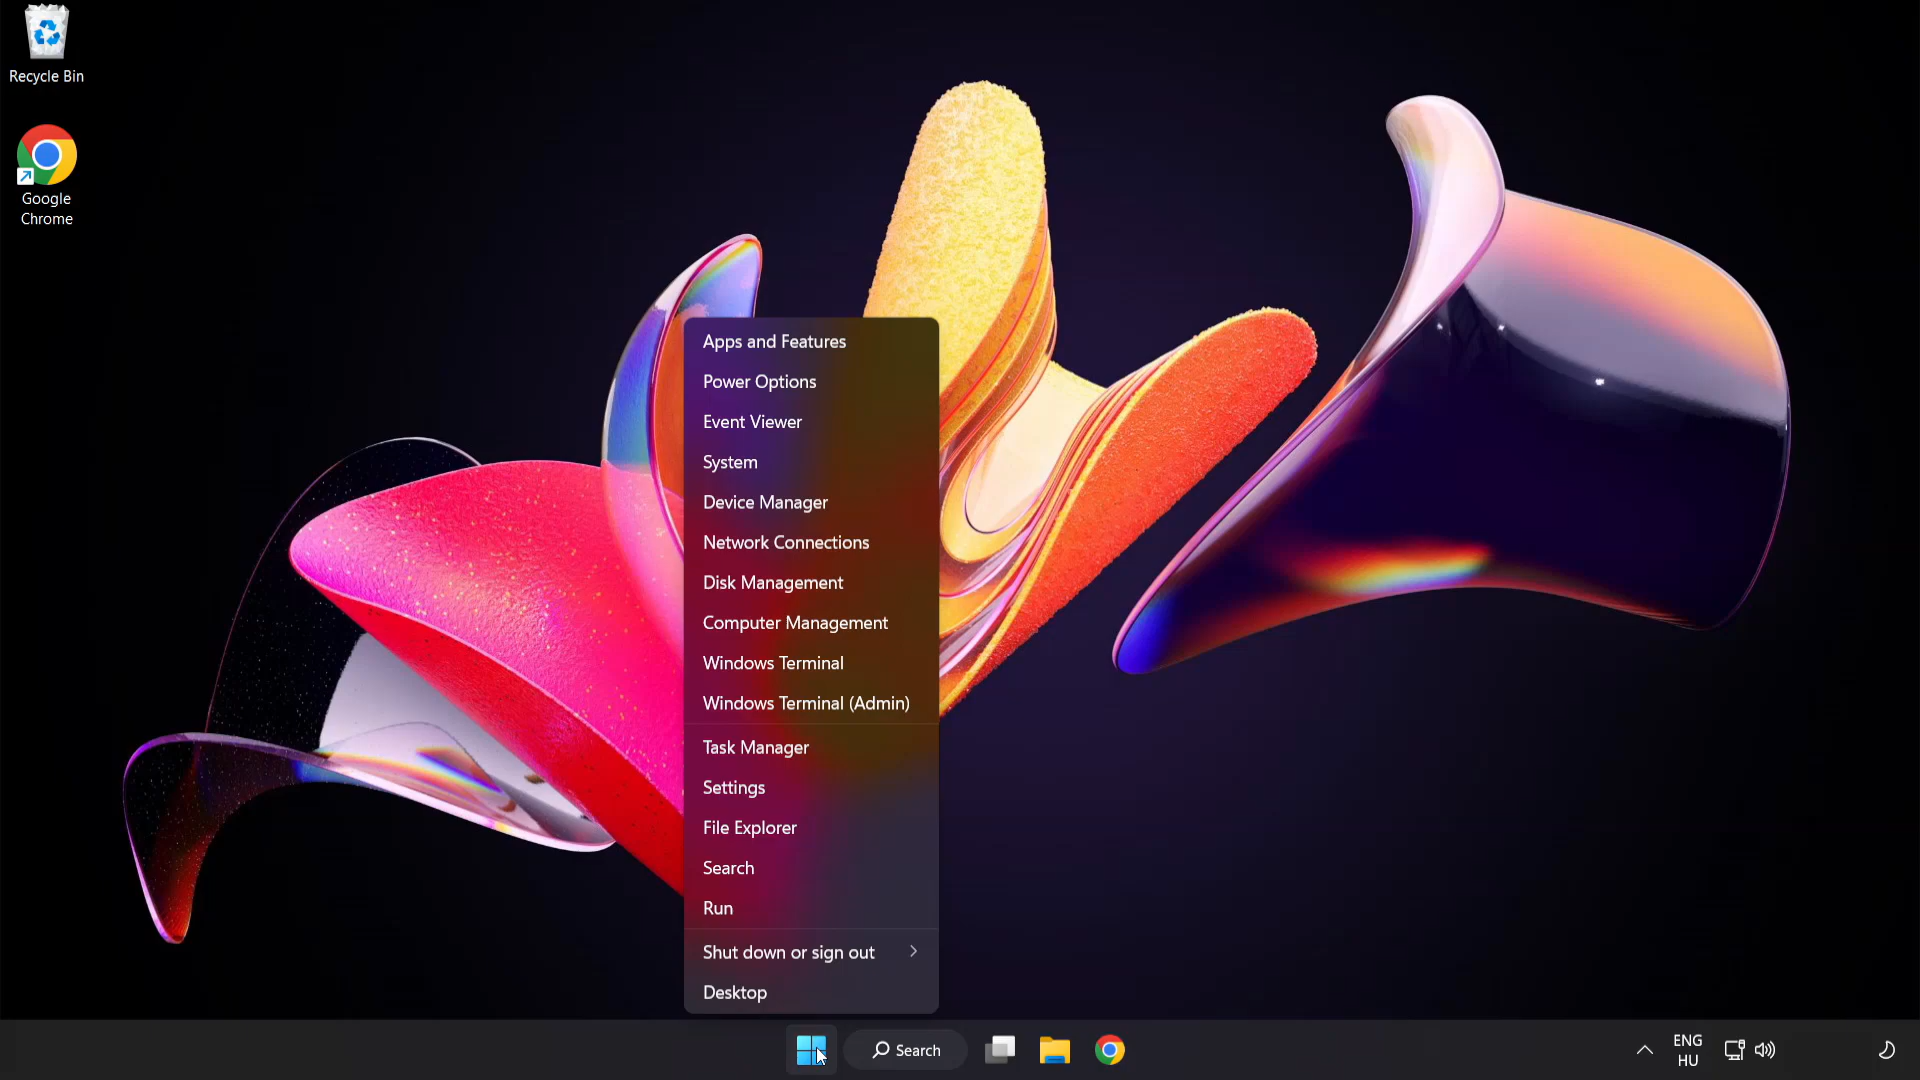 Recycle Bin
Google
Chrome
Apps and Features
Power Options
Event Viewer
System
Device Manager
Network Connections
Disk Management
Computer Management
Windows Terminal
Windows Terminal (Admin)
Task Manager
Settings
File Explorer
Search
Run
Shut down or sign out
Desktop
Search
ENG
HU